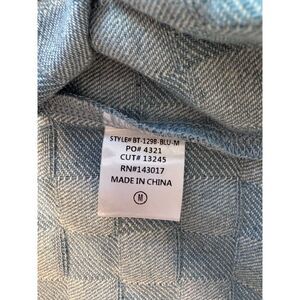 STYLE# BT-1298-BLU-M
PO# 4321
CUT# 13245
RN#143017
MADE IN CHINA
M